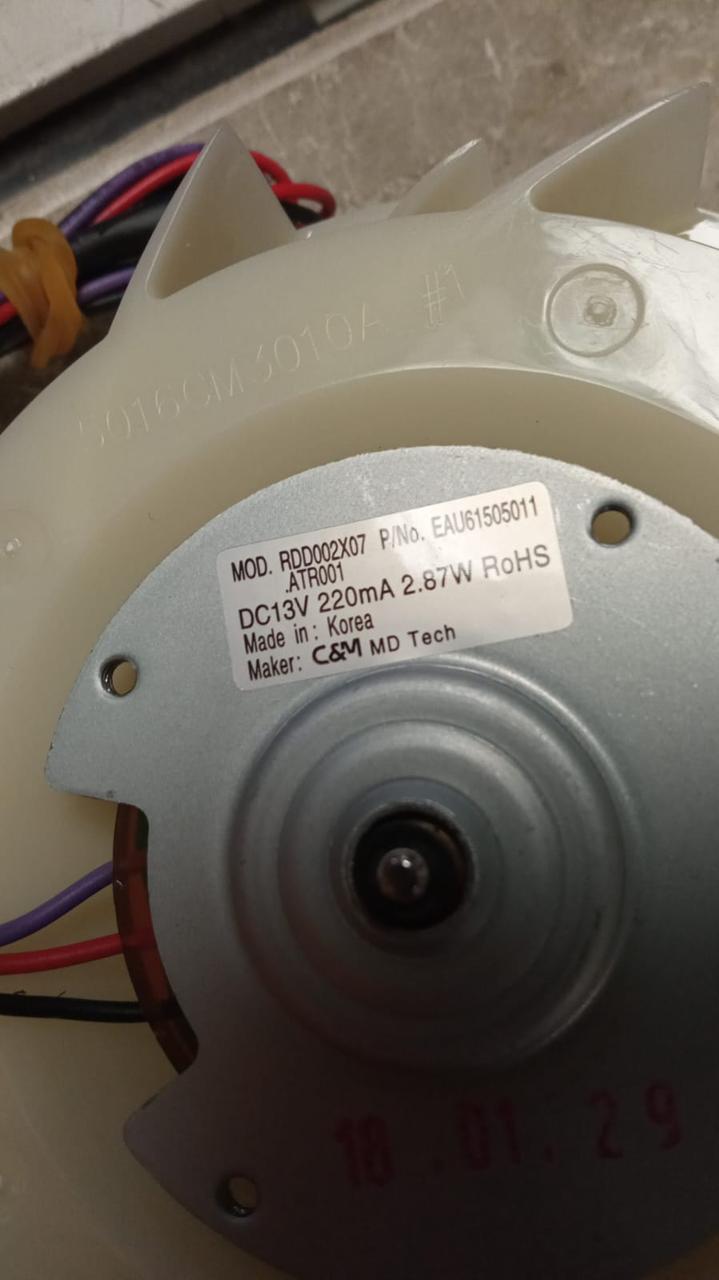 5016CM3010A #1
MOD. RDD002X07 P/No. EAU61505011
.ATR001
DC13V 220mA 2.87W RoHS
Made in: Korea
Maker: C&M MD Tech
18.01.29